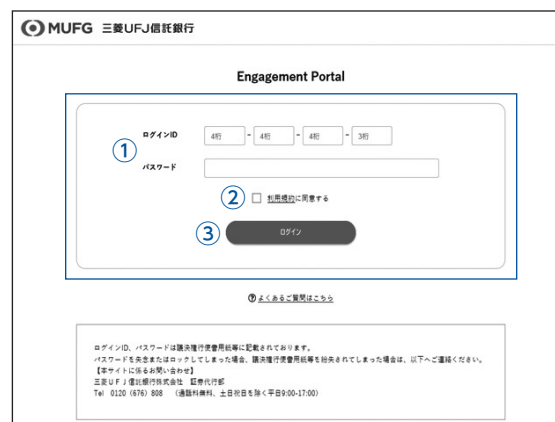 MUFG 三菱UFJ信託銀行
Engagement Portal
① ログインID 4桁 - 4桁 - 4桁 - 3桁
パスワード
② 利用規約に同意する
③ ログイン
? よくあるご質問はこちら
ログインID、パスワードは議決権行使書用紙等に記載されております。
パスワードを失念またはロックしてしまった場合、議決権行使書用紙等を紛失されてしまった場合は、以下へご連絡ください。
【本サイトに係るお問い合わせ】
三菱UFJ信託銀行株式会社 証券代行部
Tel 0120（676）808 （通話料無料、土日祝日を除く平日9:00-17:00）